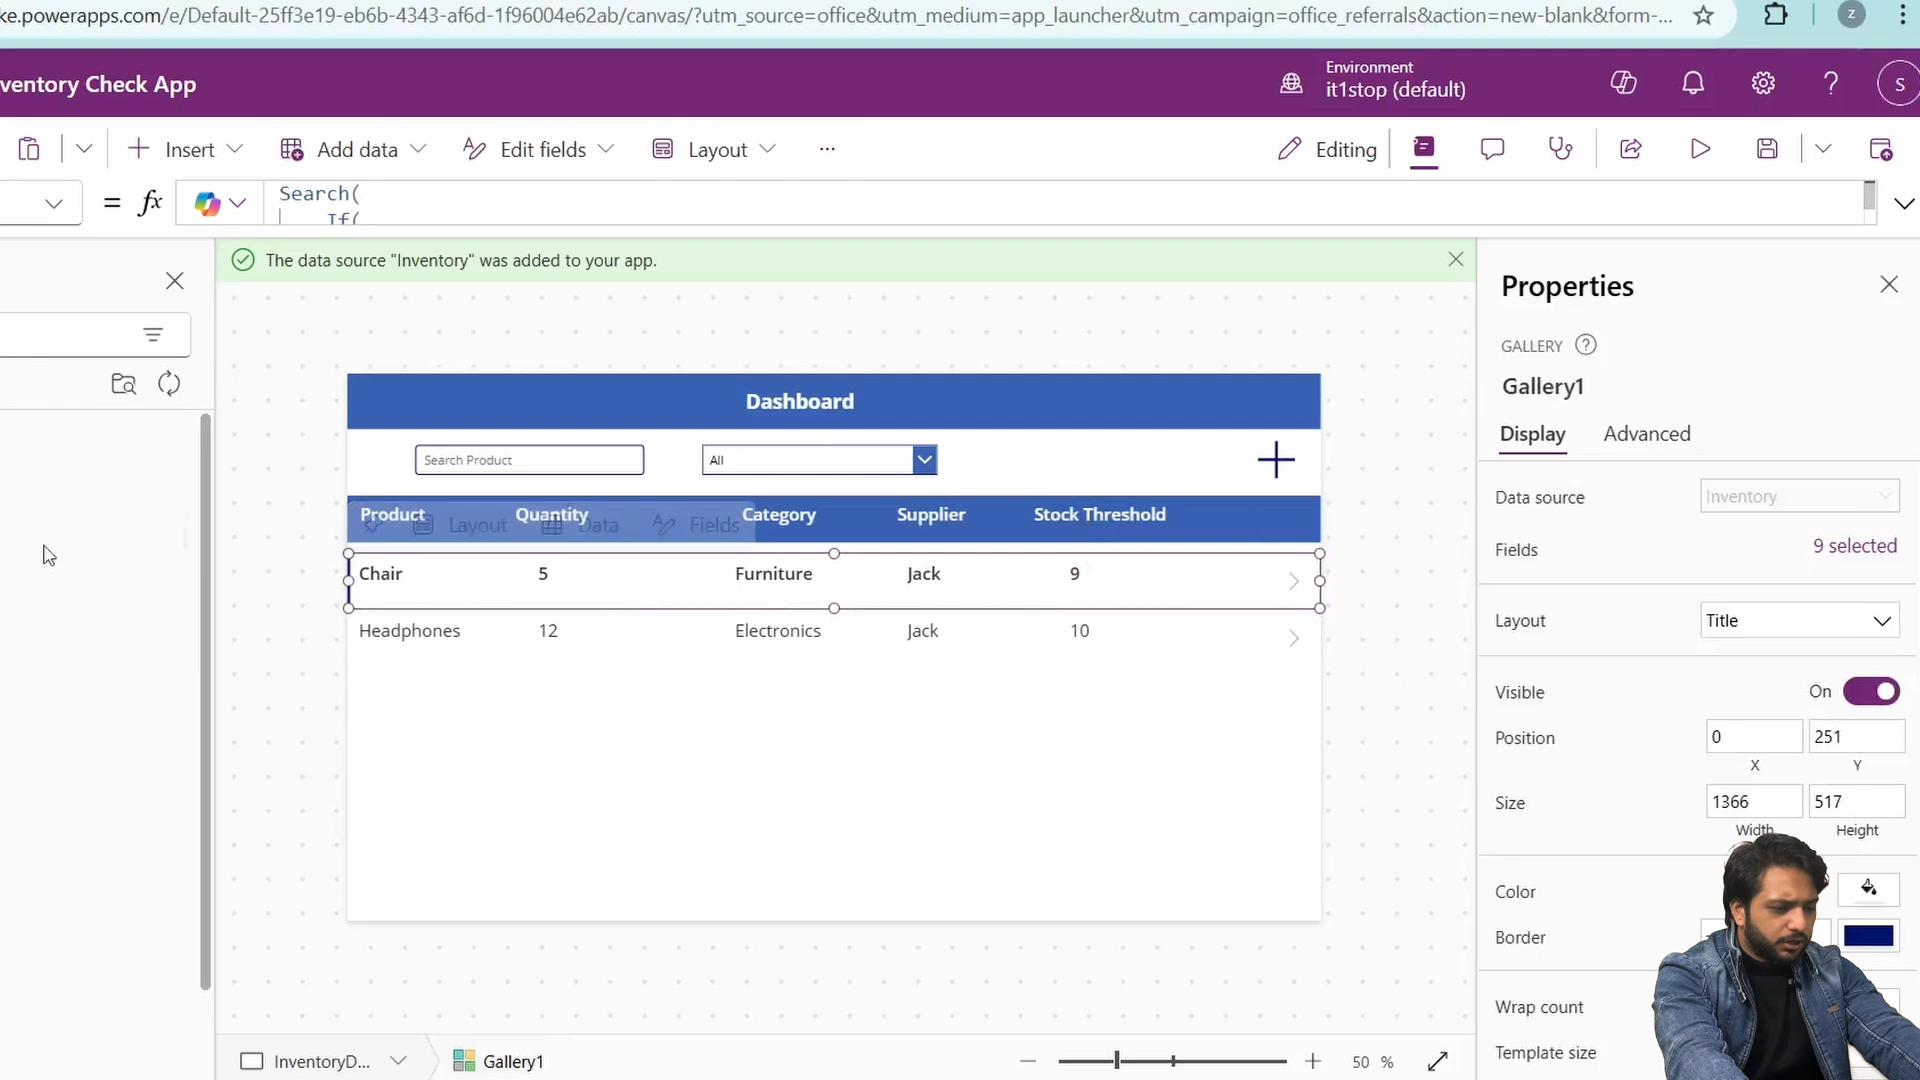 ke.powerapps.com/e/Default-25ff3e19-eb6b-4343-af6d-1f96004e62ab/canvas/?utm_source=office&utm_medium=app_launcher&utm_campaign=office_referrals&action=new-blank&form-...
z
ventory Check App
Environment
it1stop (default)
S
Insert
Add data
Edit fields
Layout
...
Editing
= fx
Search(
If(
The data source "Inventory" was added to your app.
Properties
GALLERY
Gallery1
Display
Advanced
Data source
Inventory
Fields
9 selected
Layout
Title
Visible
On
Position
0
251
X
Y
Size
1366
517
Width
Height
Color
Border
Wrap count
Template size
Dashboard
Search Product
All
Product
Quantity
Category
Supplier
Stock Threshold
Layout
Data
Fields
Chair
5
Furniture
Jack
9
Headphones
12
Electronics
Jack
10
InventoryD...
Gallery1
50 %